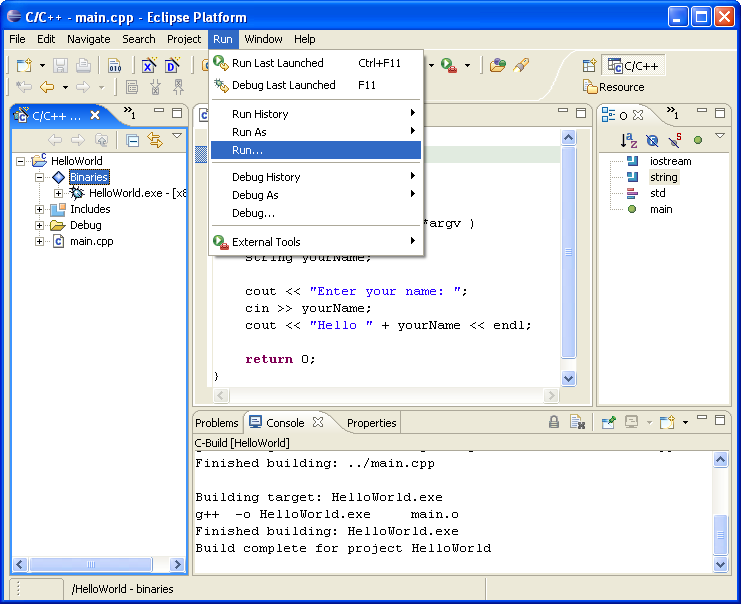 C/C++ - main.cpp - Eclipse Platform
File Edit Navigate Search Project Run Window Help
Run Last Launched Ctrl+F11
Debug Last Launched F11
Run History
Run As
Run...
Debug History
Debug As
Debug...
External Tools
C/C++
Resource
C/C++ ... »1
HelloWorld
Binaries
HelloWorld.exe - [x8
Includes
Debug
main.cpp
*argv )
String yourName;
cout << "Enter your name: ";
cin >> yourName;
cout << "Hello " + yourName << endl;
return 0;
}
O »1
iostream
string
std
main
Problems Console Properties
C-Build [HelloWorld]
Finished building: ../main.cpp
Building target: HelloWorld.exe
g++ -o HelloWorld.exe main.o
Finished building: HelloWorld.exe
Build complete for project HelloWorld
/HelloWorld - binaries